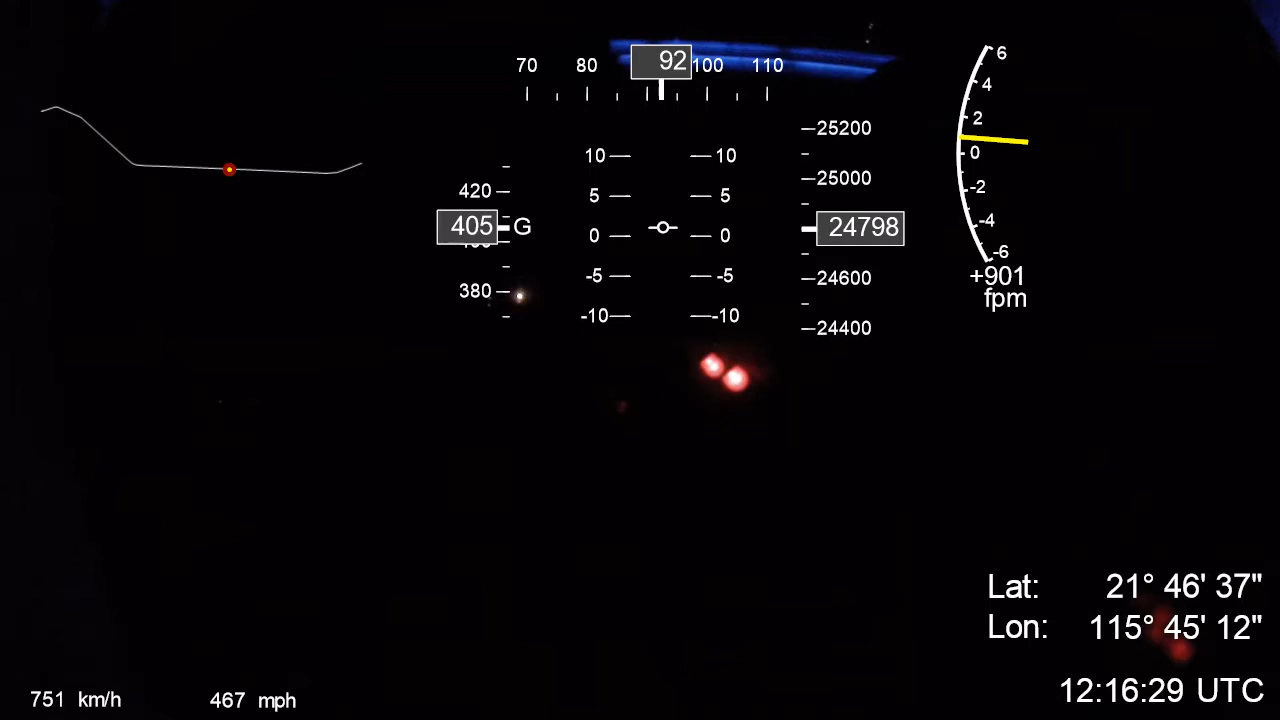 70 80 92 100 110
6
4
2
0
-2
-4
-6
+901
fpm
25200
25000
24798
24600
24400
10 10
5 5
0 0
-5 -5
-10 -10
420
405 G
380
Lat: 21° 46' 37"
Lon: 115° 45' 12"
12:16:29 UTC
751 km/h 467 mph